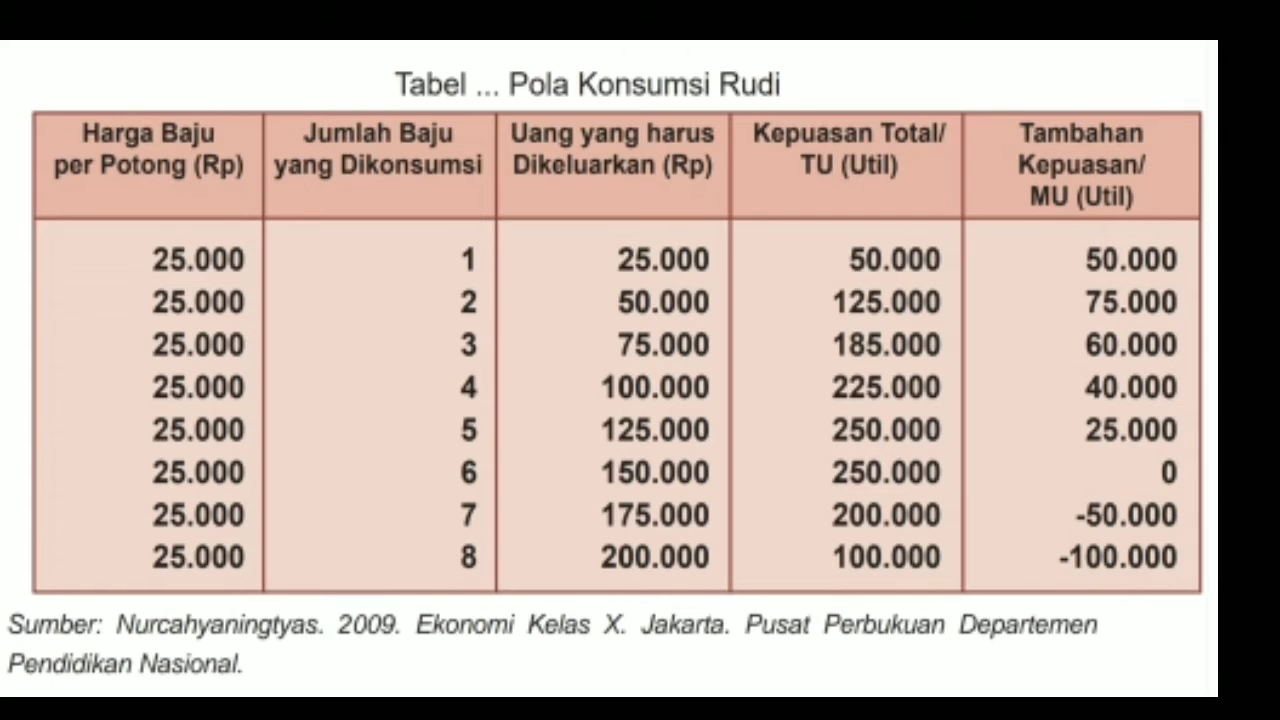 Tabel ... Pola Konsumsi Rudi
Harga Baju per Potong (Rp) Jumlah Baju yang Dikonsumsi Uang yang harus Dikeluarkan (Rp) Kepuasan Total/ TU (Util) Tambahan Kepuasan/ MU (Util)
25.000 1 25.000 50.000 50.000
25.000 2 50.000 125.000 75.000
25.000 3 75.000 185.000 60.000
25.000 4 100.000 225.000 40.000
25.000 5 125.000 250.000 25.000
25.000 6 150.000 250.000 0
25.000 7 175.000 200.000 -50.000
25.000 8 200.000 100.000 -100.000
Sumber: Nurcahyaningtyas. 2009. Ekonomi Kelas X. Jakarta. Pusat Perbukuan Departemen
Pendidikan Nasional.